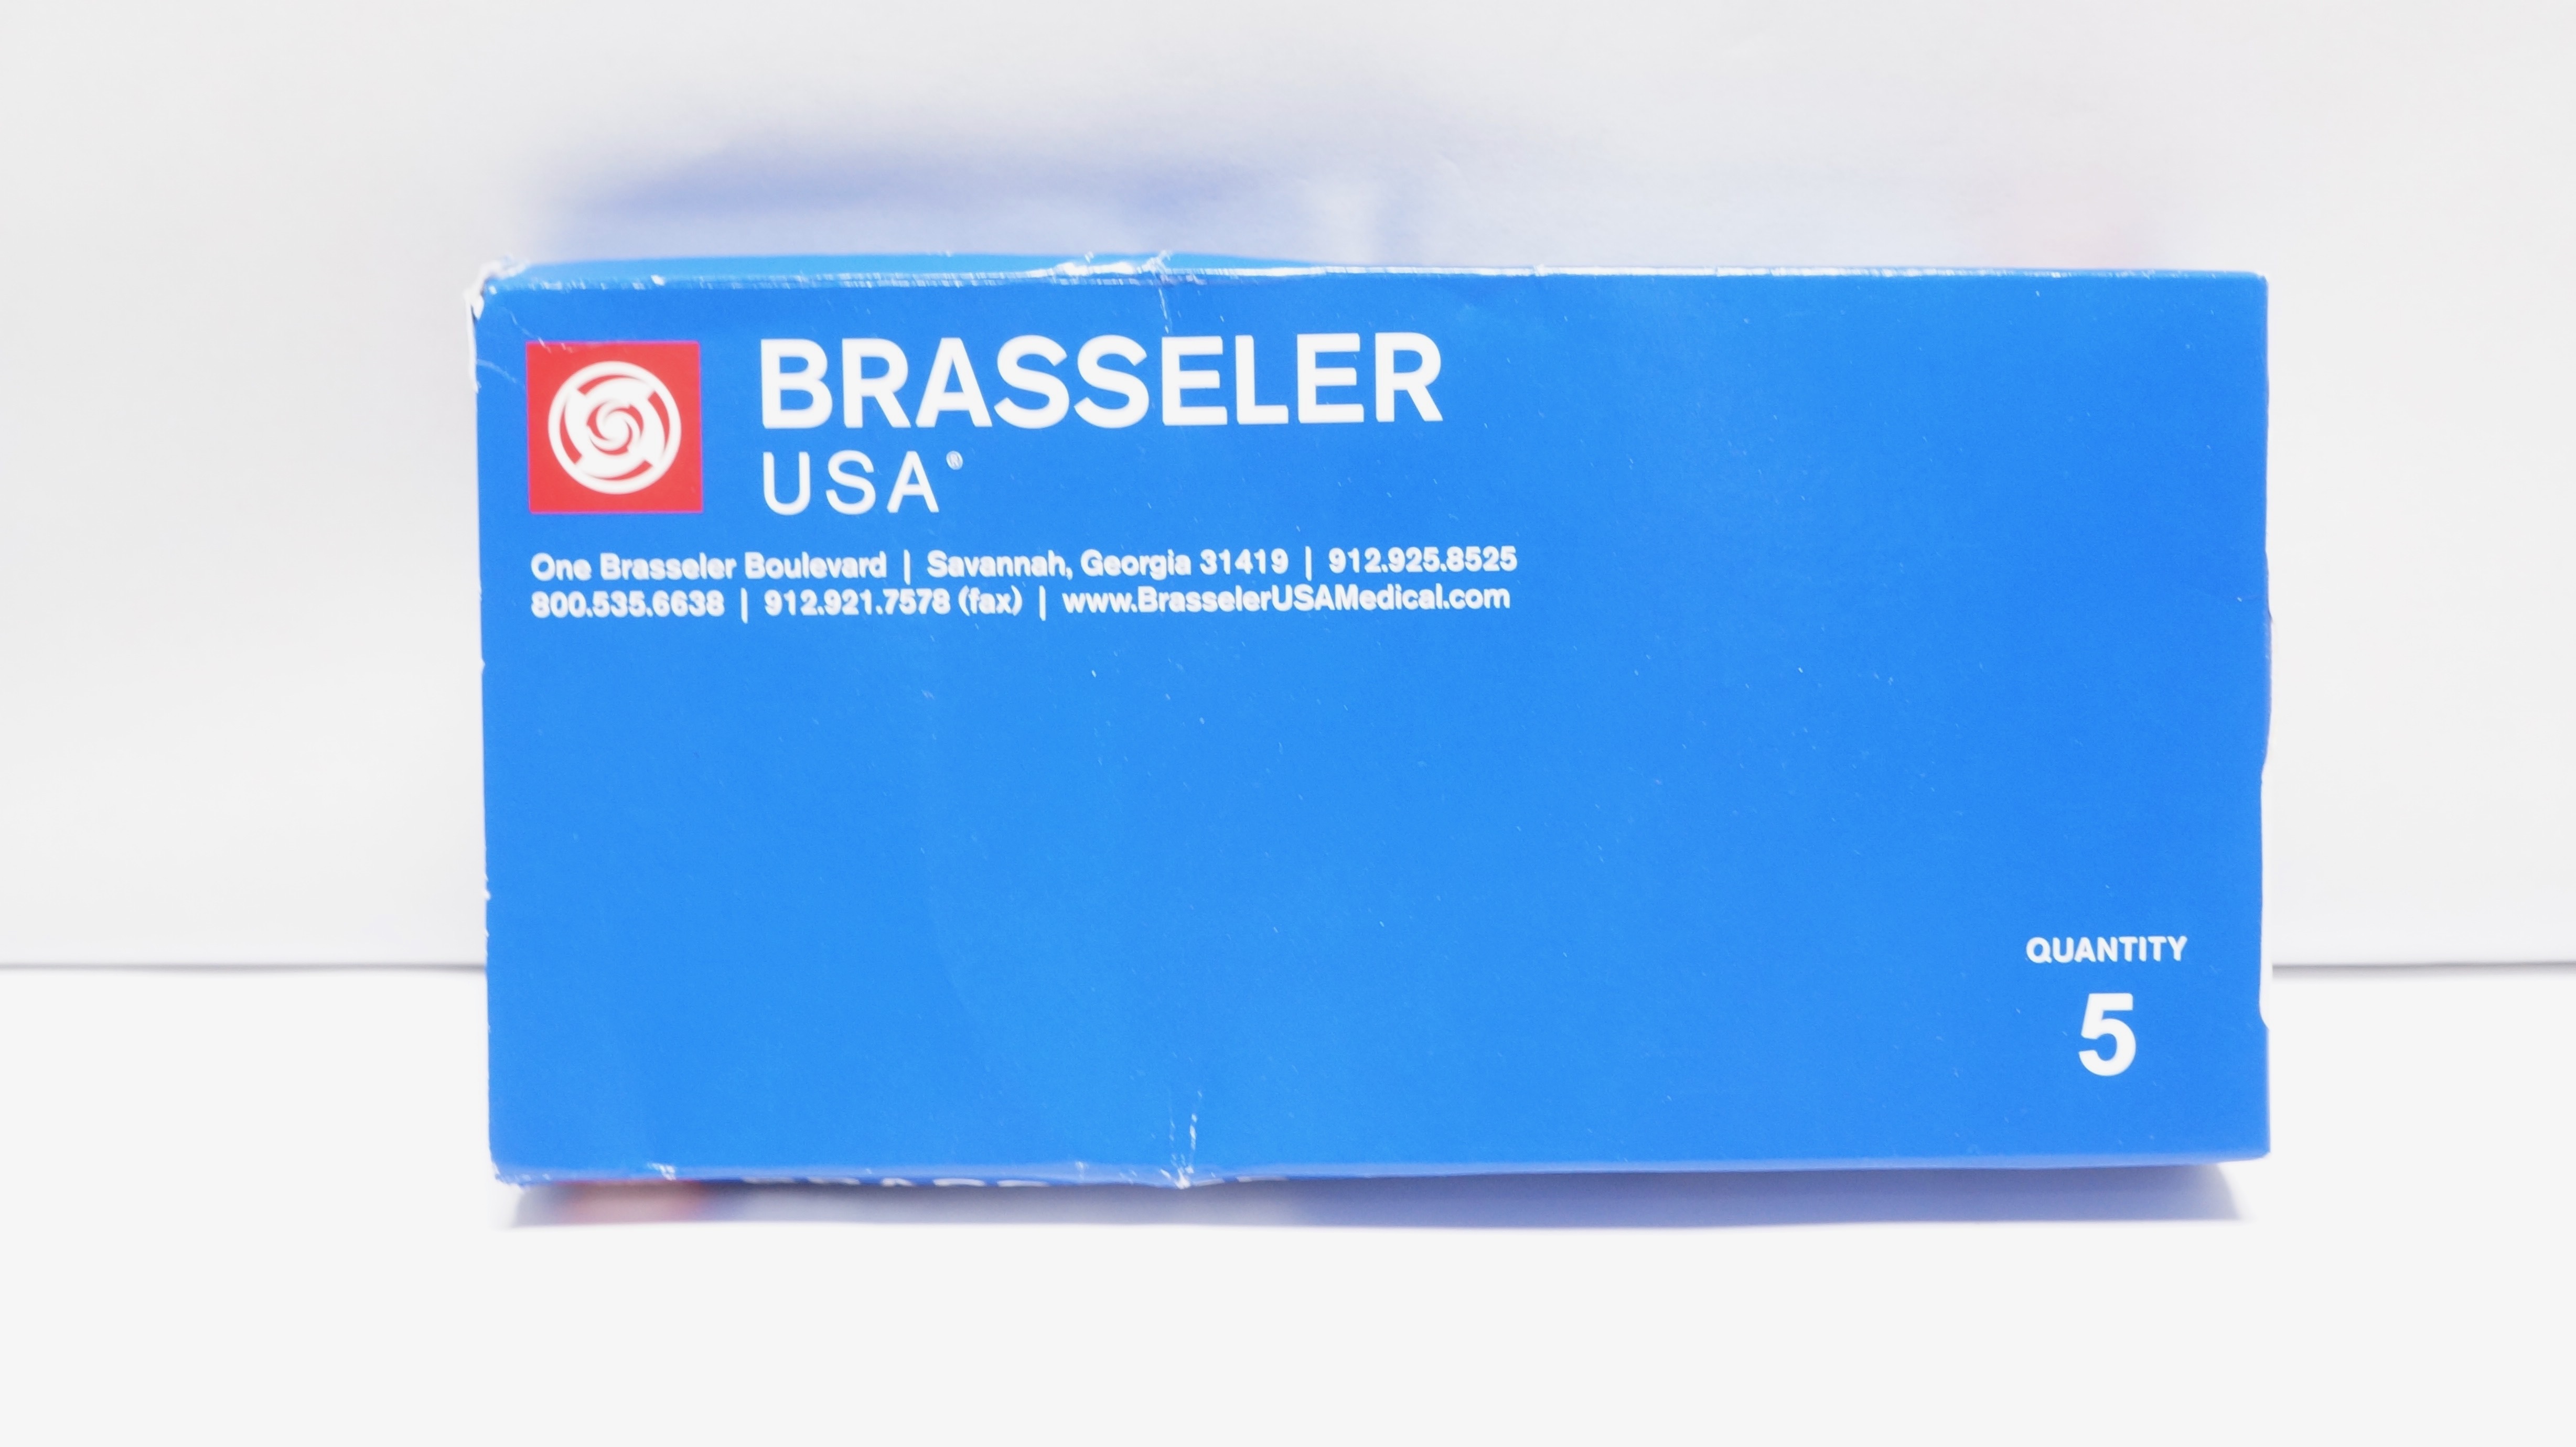 BRASSELER
USA®
One Brasseler Boulevard | Savannah, Georgia 31419 | 912.925.8525
800.535.6638 | 912.921.7578 (fax) | www.BrasselerUSAMedical.com
QUANTITY
5